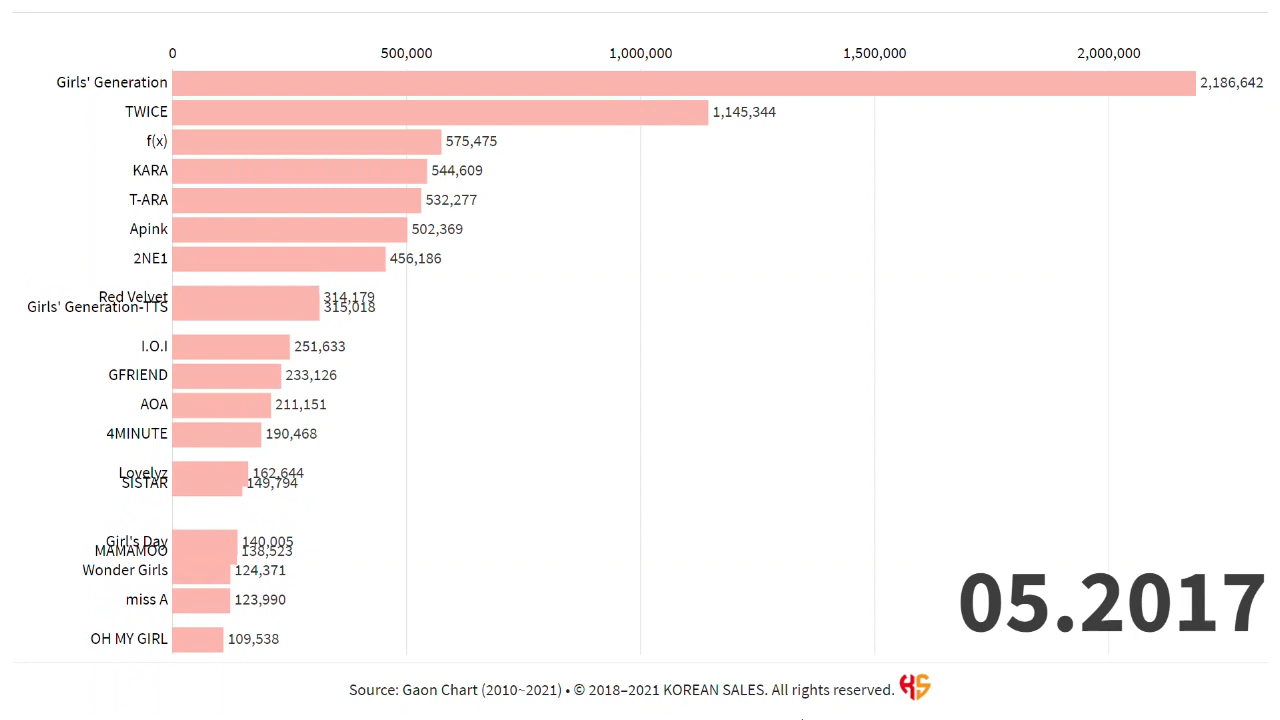 0 500,000 1,000,000 1,500,000 2,000,000
Girls' Generation 2,186,642
TWICE 1,145,344
f(x) 575,475
KARA 544,609
T-ARA 532,277
Apink 502,369
2NE1 456,186
Red Velvet 314,179
Girls' Generation-TTS 315,018
I.O.I 251,633
GFRIEND 233,126
AOA 211,151
4MINUTE 190,468
Lovelyz 162,644
SISTAR 149,794
Girl's Day 140,005
MAMAMOO 138,523
Wonder Girls 124,371
miss A 123,990
OH MY GIRL 109,538
05.2017
Source: Gaon Chart (2010~2021) • © 2018–2021 KOREAN SALES. All rights reserved. KS